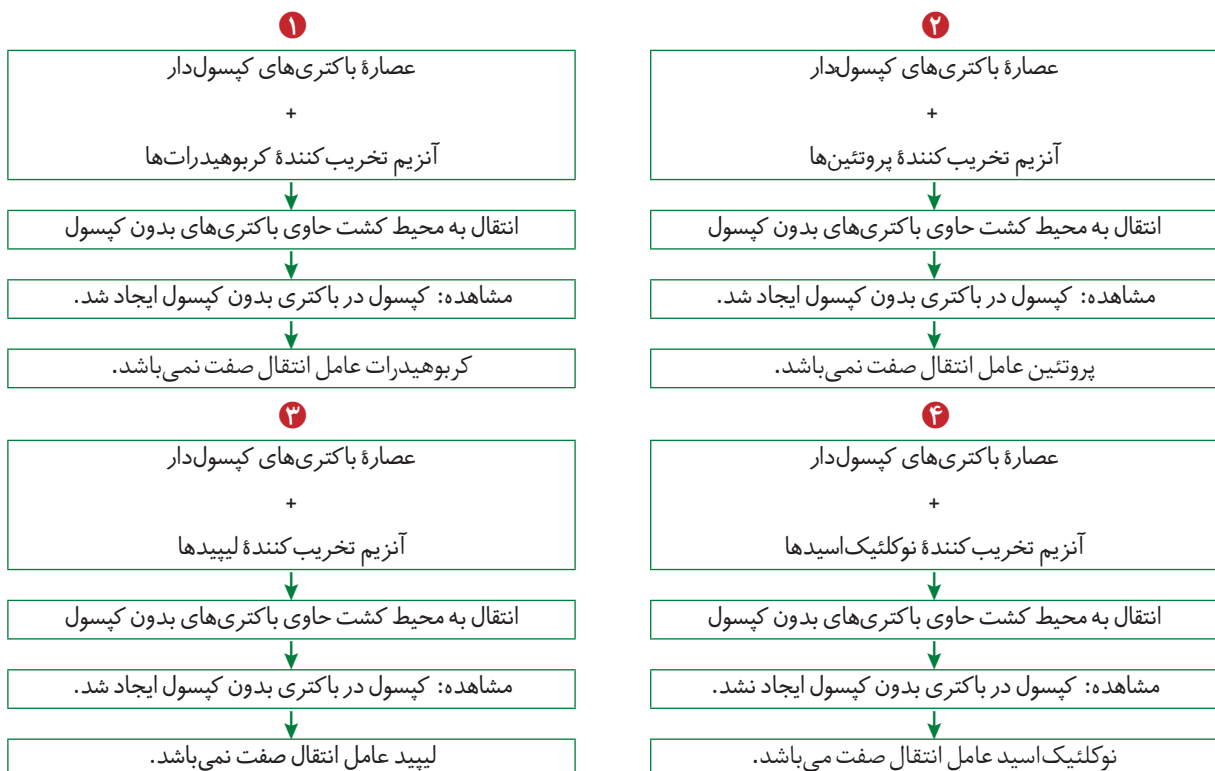 ۱
عصارهٔ باکتری‌های کپسول‌دار
+
آنزیم تخریب‌کنندهٔ کربوهیدرات‌ها
انتقال به محیط کشت حاوی باکتری‌های بدون کپسول
مشاهده: کپسول در باکتری بدون کپسول ایجاد شد.
کربوهیدرات عامل انتقال صفت نمی‌باشد.
۲
عصارهٔ باکتری‌های کپسول‌دار
+
آنزیم تخریب‌کنندهٔ پروتئین‌ها
انتقال به محیط کشت حاوی باکتری‌های بدون کپسول
مشاهده: کپسول در باکتری بدون کپسول ایجاد شد.
پروتئین عامل انتقال صفت نمی‌باشد.
۳
عصارهٔ باکتری‌های کپسول‌دار
+
آنزیم تخریب‌کنندهٔ لیپیدها
انتقال به محیط کشت حاوی باکتری‌های بدون کپسول
مشاهده: کپسول در باکتری بدون کپسول ایجاد شد.
لیپید عامل انتقال صفت نمی‌باشد.
۴
عصارهٔ باکتری‌های کپسول‌دار
+
آنزیم تخریب‌کنندهٔ نوکلئیک‌اسیدها
انتقال به محیط کشت حاوی باکتری‌های بدون کپسول
مشاهده: کپسول در باکتری بدون کپسول ایجاد نشد.
نوکلئیک‌اسید عامل انتقال صفت می‌باشد.